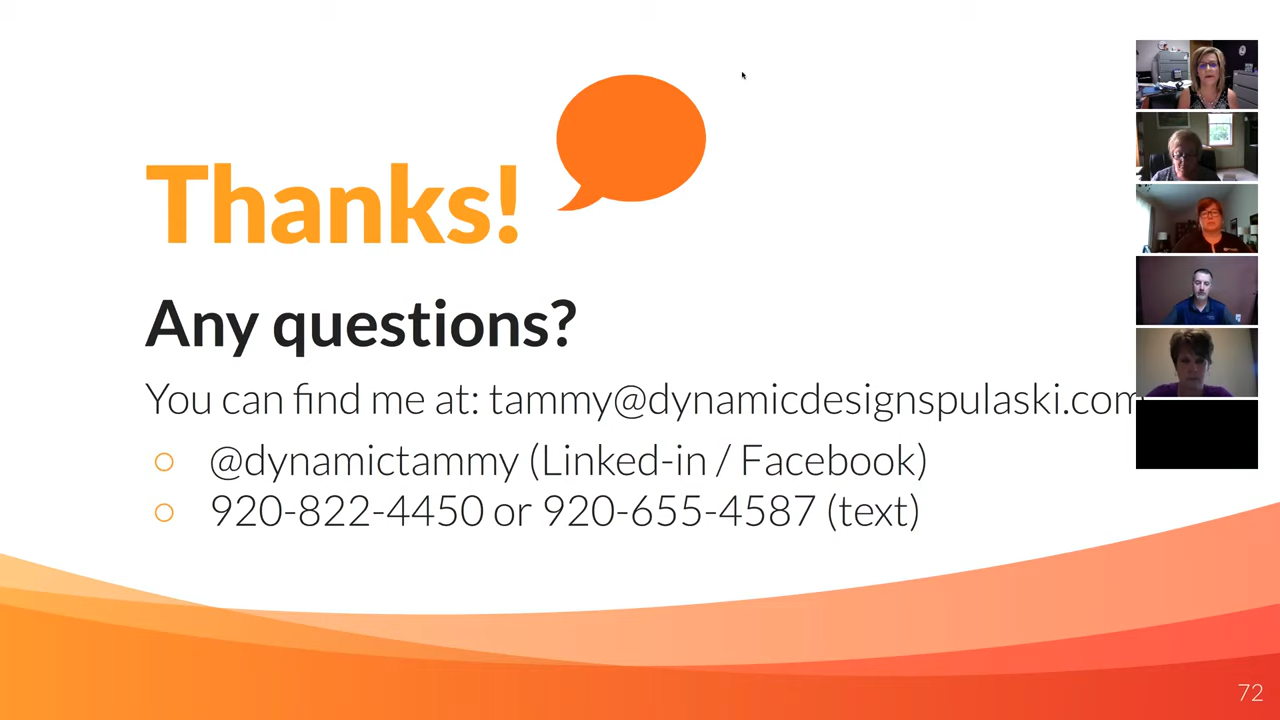 Thanks!
Any questions?
You can find me at: tammy@dynamicdesignspulaski.com
@dynamictammy (Linked-in / Facebook)
920-822-4450 or 920-655-4587 (text)
72